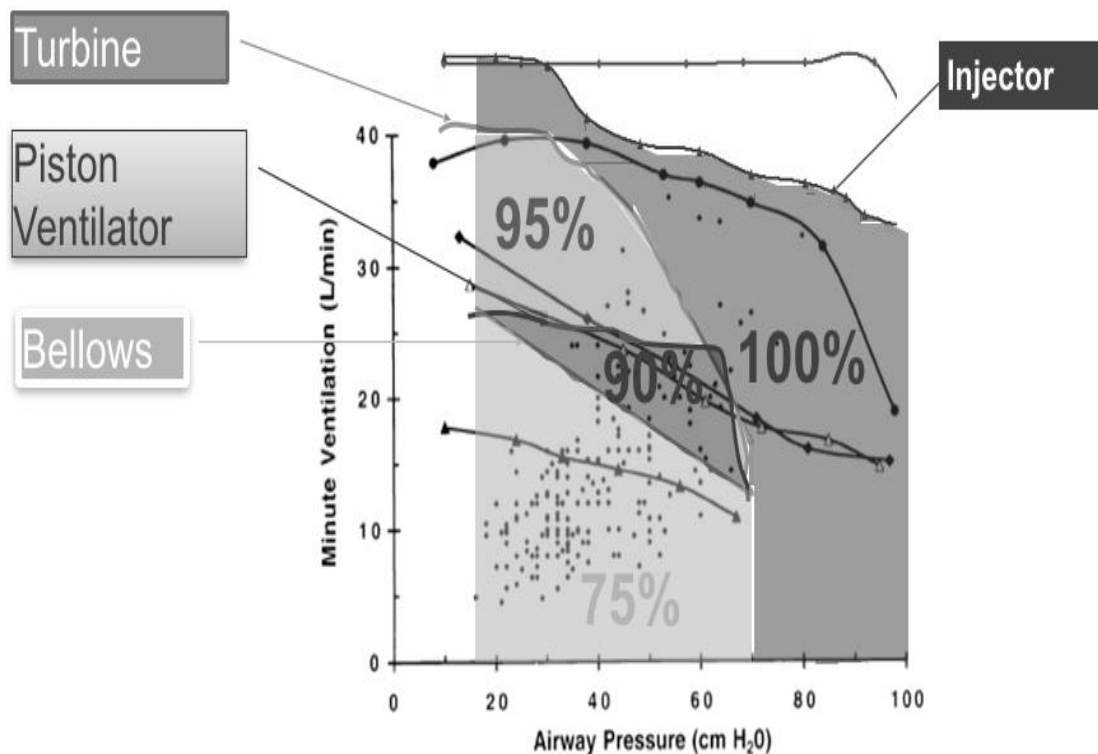 Turbine
Injector
Piston
Ventilator
Bellows
95%
100%
90%
75%
Minute Ventilation (L/min)
40
30
20
10
0
0
20
40
60
80
100
Airway Pressure (cm H₂0)